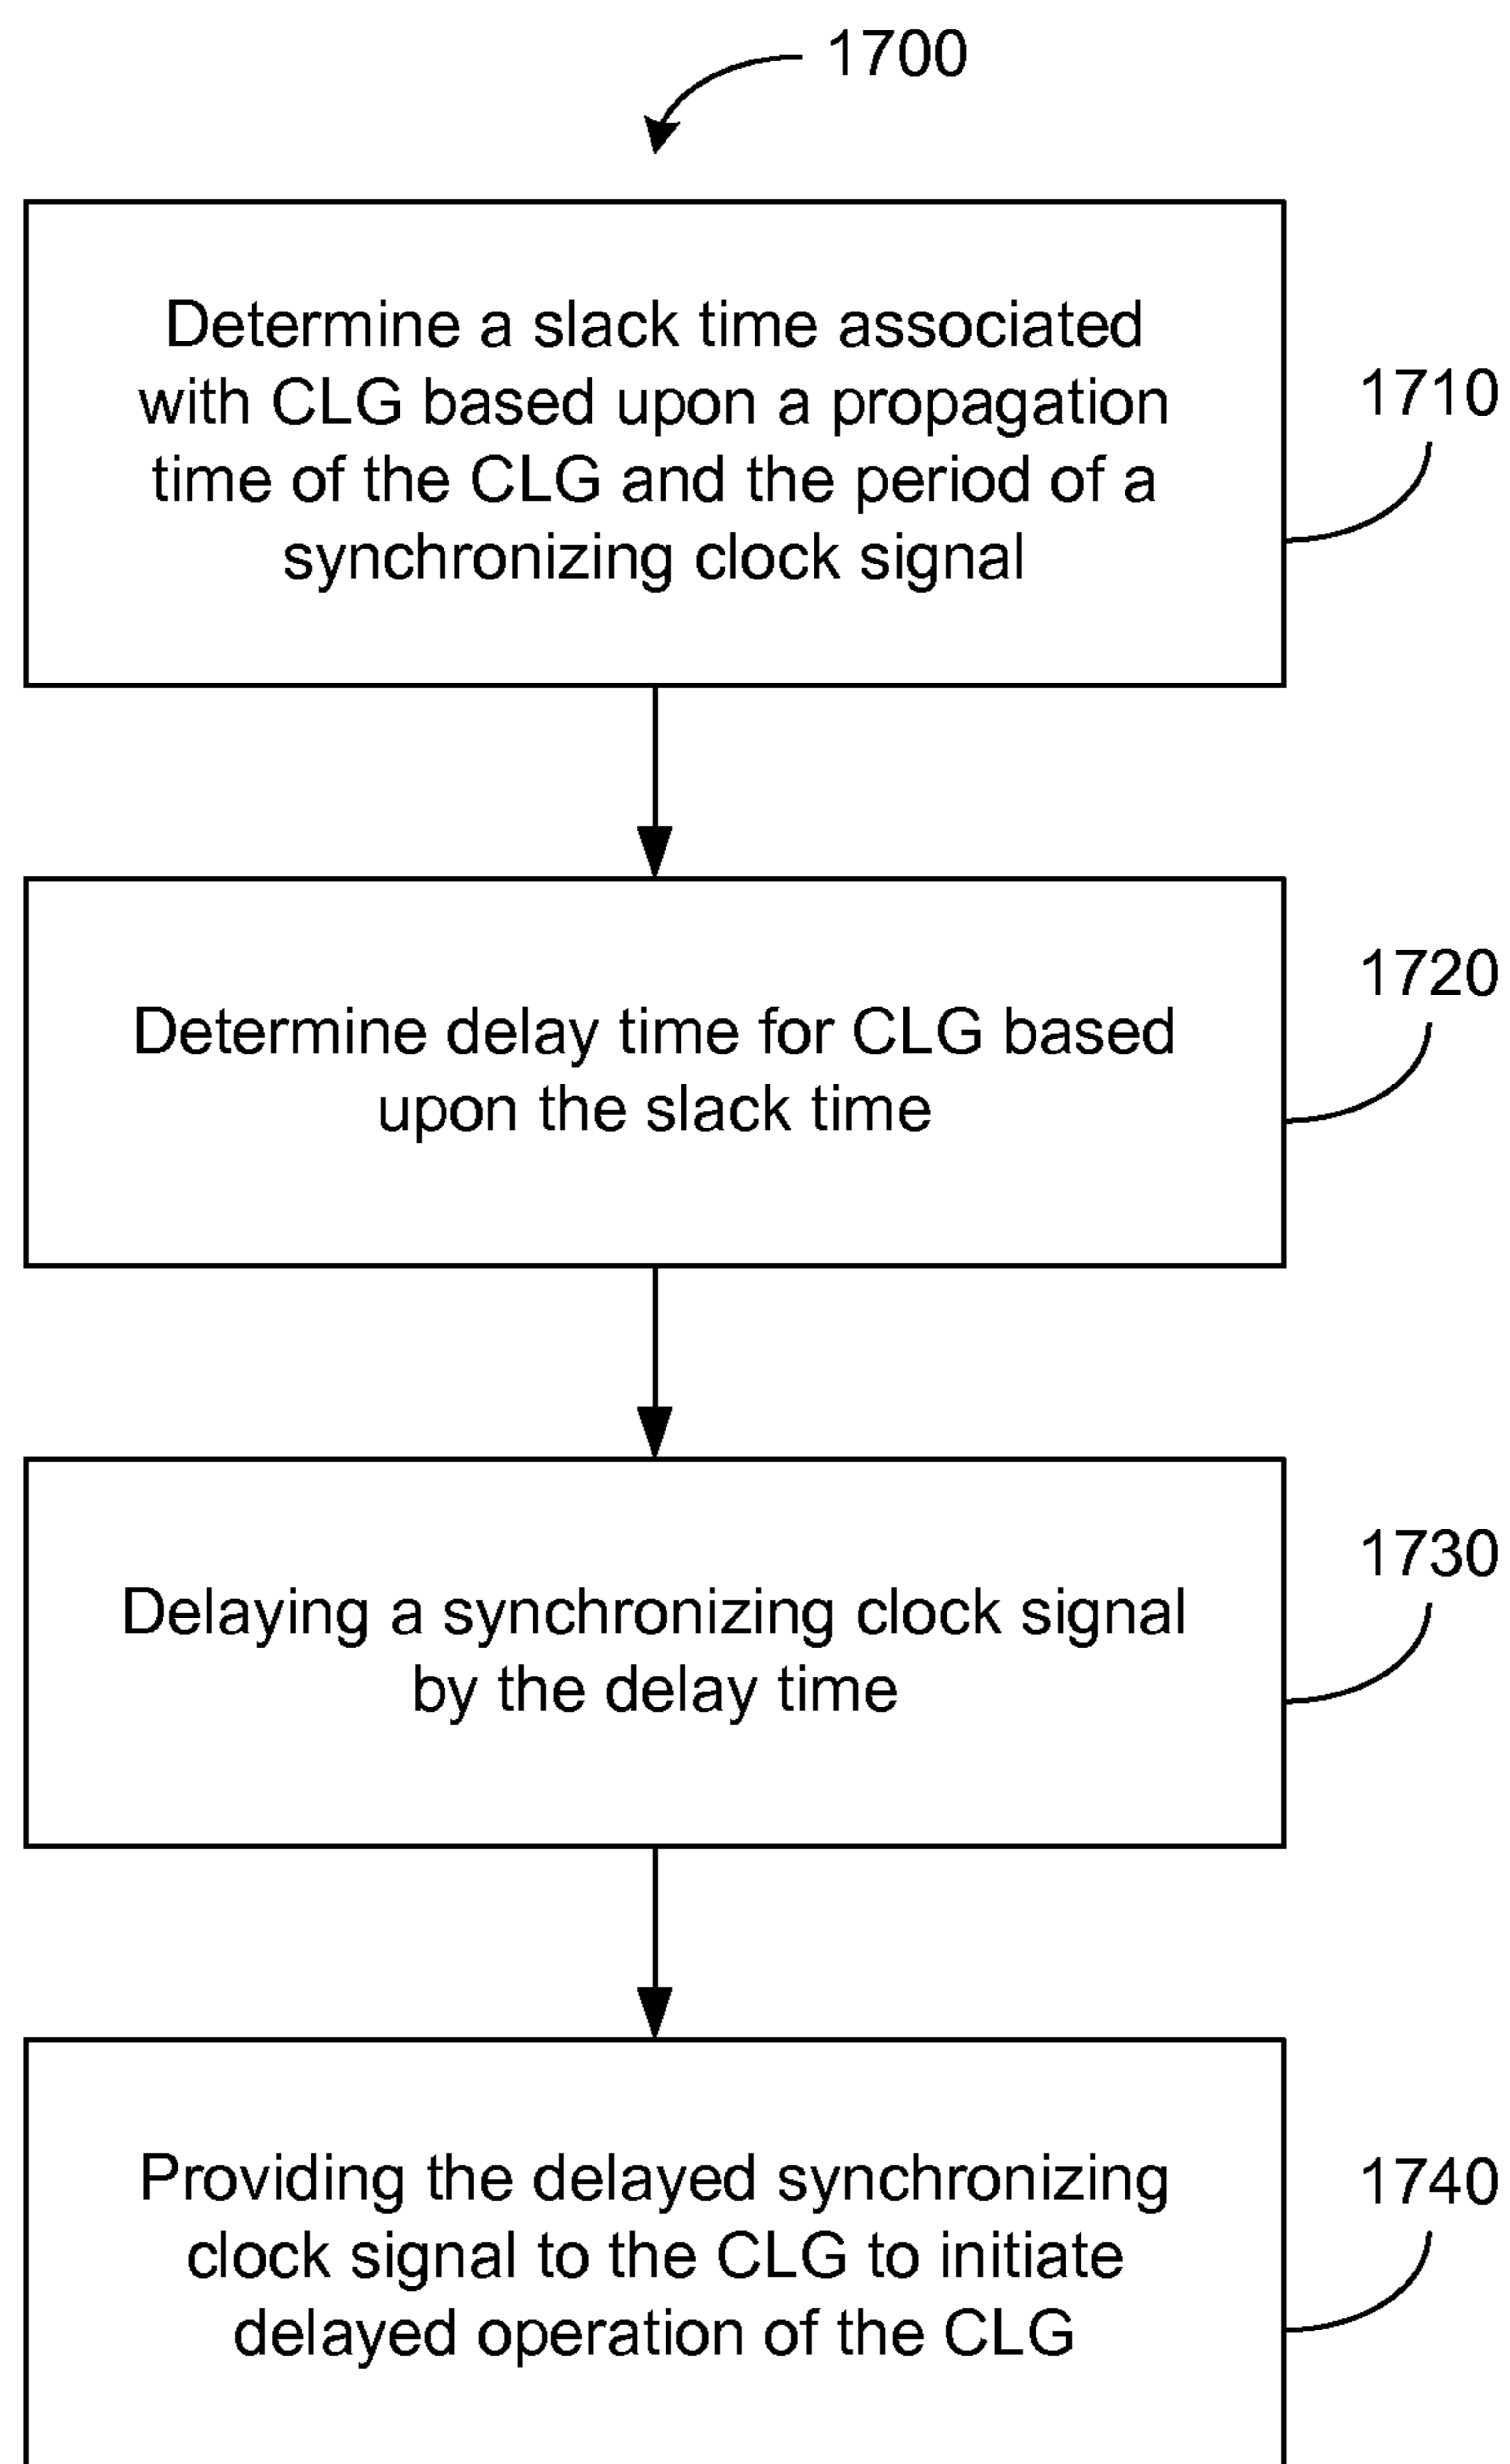 1700
Determine a slack time associated
with CLG based upon a propagation
time of the CLG and the period of a
synchronizing clock signal
1710
Determine delay time for CLG based
upon the slack time
1720
Delaying a synchronizing clock signal
by the delay time
1730
Providing the delayed synchronizing
clock signal to the CLG to initiate
delayed operation of the CLG
1740